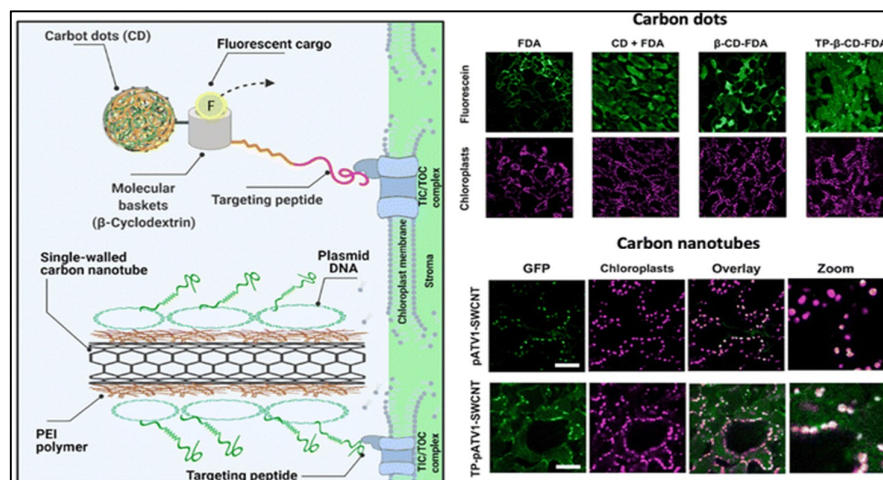 Carbot dots (CD)
Fluorescent cargo
F
Molecular
baskets
(β-Cyclodextrin)
Targeting peptide
TIC/TOC
complex
Single-walled
carbon nanotube
Plasmid
DNA
Chloroplast membrane
Stroma
PEI
polymer
Targeting peptide
TIC/TOC
complex
Carbon dots
FDA
CD + FDA
β-CD-FDA
TP-β-CD-FDA
Fluorescein
Chloroplasts
Carbon nanotubes
GFP
Chloroplasts
Overlay
Zoom
pATV1-SWCNT
TP-pATV1-SWCNT